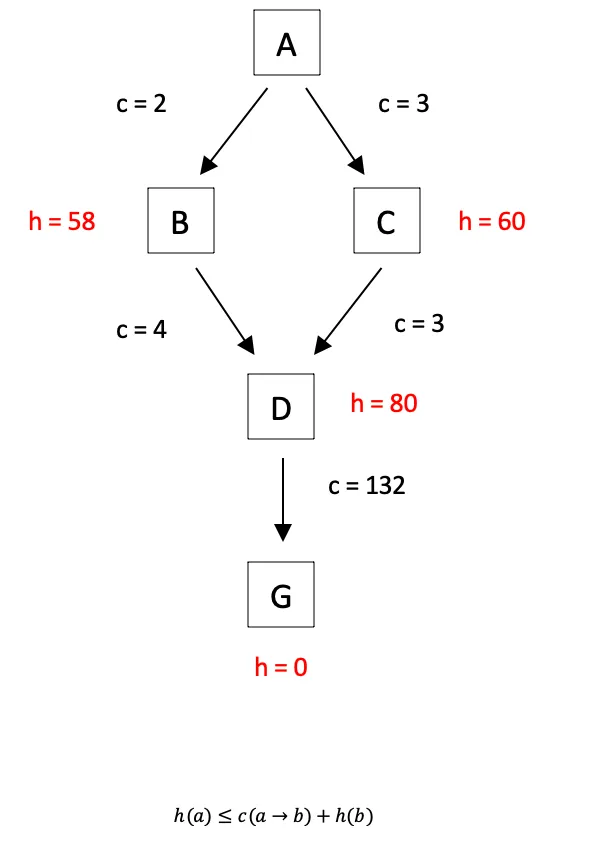 A
c = 2
c = 3
h = 58
B
C
h = 60
c = 4
c = 3
D
h = 80
c = 132
G
h = 0
h(a) ≤ c(a → b) + h(b)